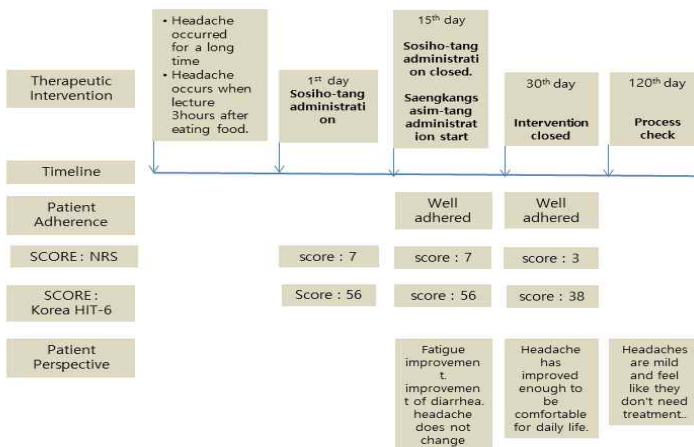 • Headache
occurred
for a long
time
• Headache
occurs when
lecture
3hours after
eating food.
1st day
Sosiho-tang
administrati
on
15th day
Sosiho-tang
administrati
on closed.
Saengkangs
asim-tang
administrat
ion start
30th day
Intervention
closed
120th day
Process
check
Therapeutic
Intervention
Timeline
Patient
Adherence
Well
adhered
Well
adhered
SCORE: NRS
score : 7
score : 7
score : 3
SCORE:
Korea HIT-6
Score : 56
score : 56
score : 38
Patient
Perspective
Fatigue
improvemen
t.
improvemen
t of diarrhea.
headache
does not
change
Headache
has
improved
enough to
be
comfortable
for daily life.
Headaches
are mild
and feel
like they
don't need
treatment..